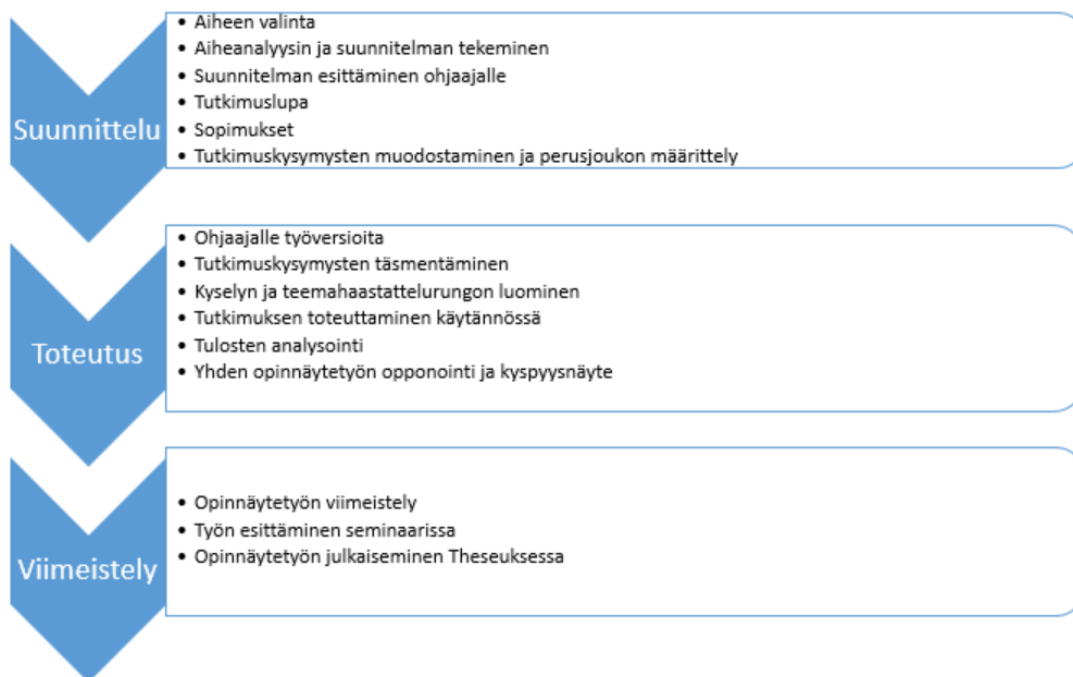 Suunnittelu
• Aiheen valinta
• Aiheanalyysin ja suunnitelman tekeminen
• Suunnitelman esittäminen ohjaajalle
• Tutkimuslupa
• Sopimukset
• Tutkimuskysymysten muodostaminen ja perusjoukon määrittely
Toteutus
• Ohjaajalle työversioita
• Tutkimuskysymysten täsmentäminen
• Kyselyn ja teemahaastattelurungon luominen
• Tutkimuksen toteuttaminen käytännössä
• Tulosten analysointi
• Yhden opinnäytetyön opponointi ja kyspyysnäyte
Viimeistely
• Opinnäytetyön viimeistely
• Työn esittäminen seminaarissa
• Opinnäytetyön julkaiseminen Theseuksessa